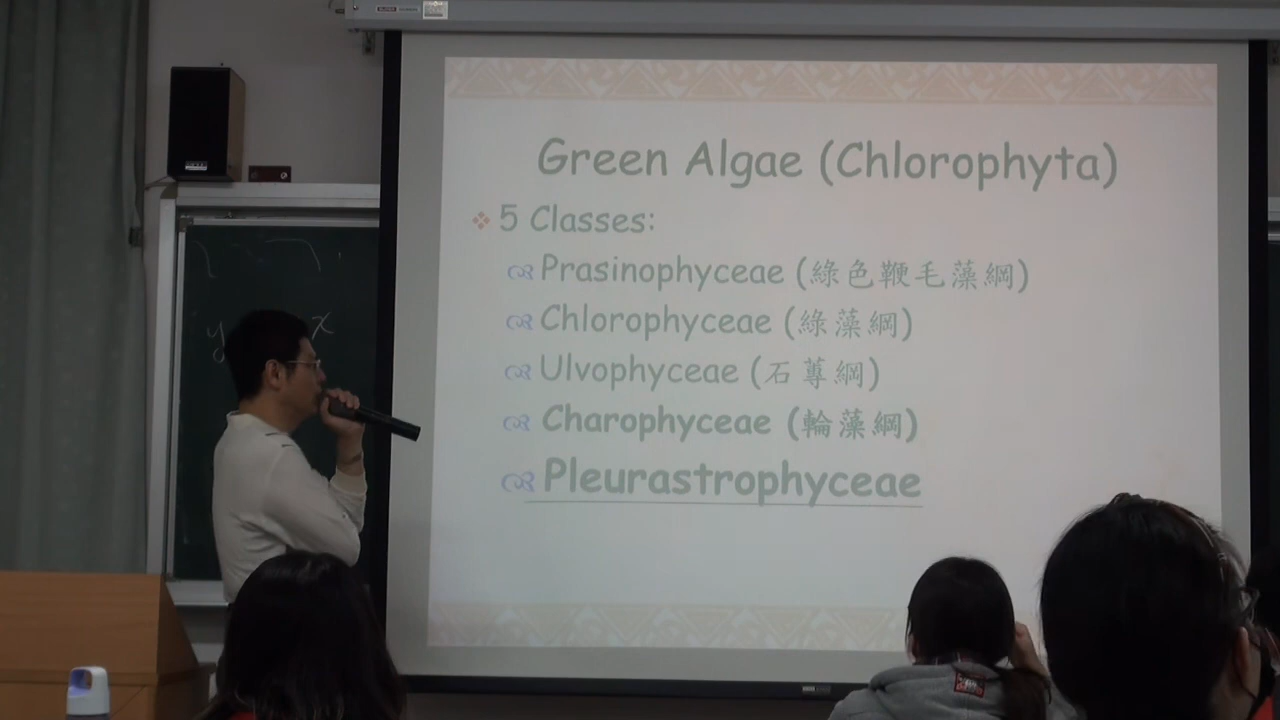 Green Algae (Chlorophyta)
5 Classes:
Prasinophyceae (綠色鞭毛藻綱)
Chlorophyceae (綠藻綱)
Ulvophyceae (石蓴綱)
Charophyceae (輪藻綱)
Pleurastrophyceae
y
x